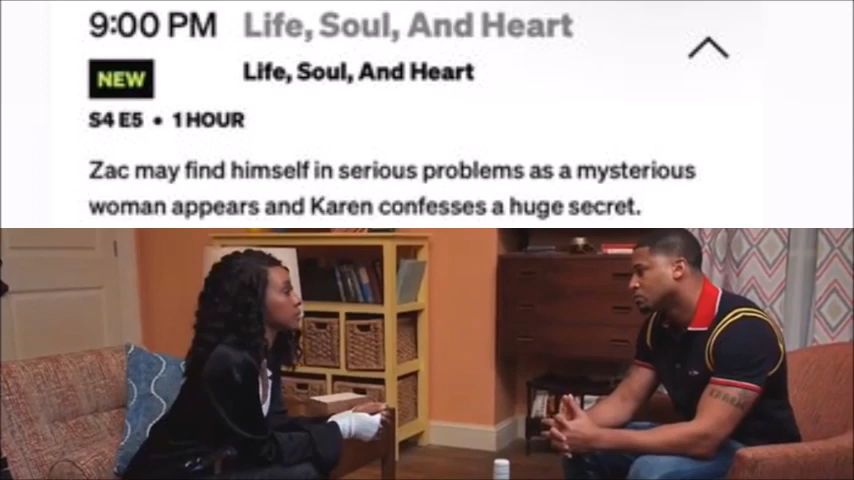 9:00 PM Life, Soul, And Heart
NEW Life, Soul, And Heart
S4 E5 • 1 HOUR
Zac may find himself in serious problems as a mysterious
woman appears and Karen confesses a huge secret.